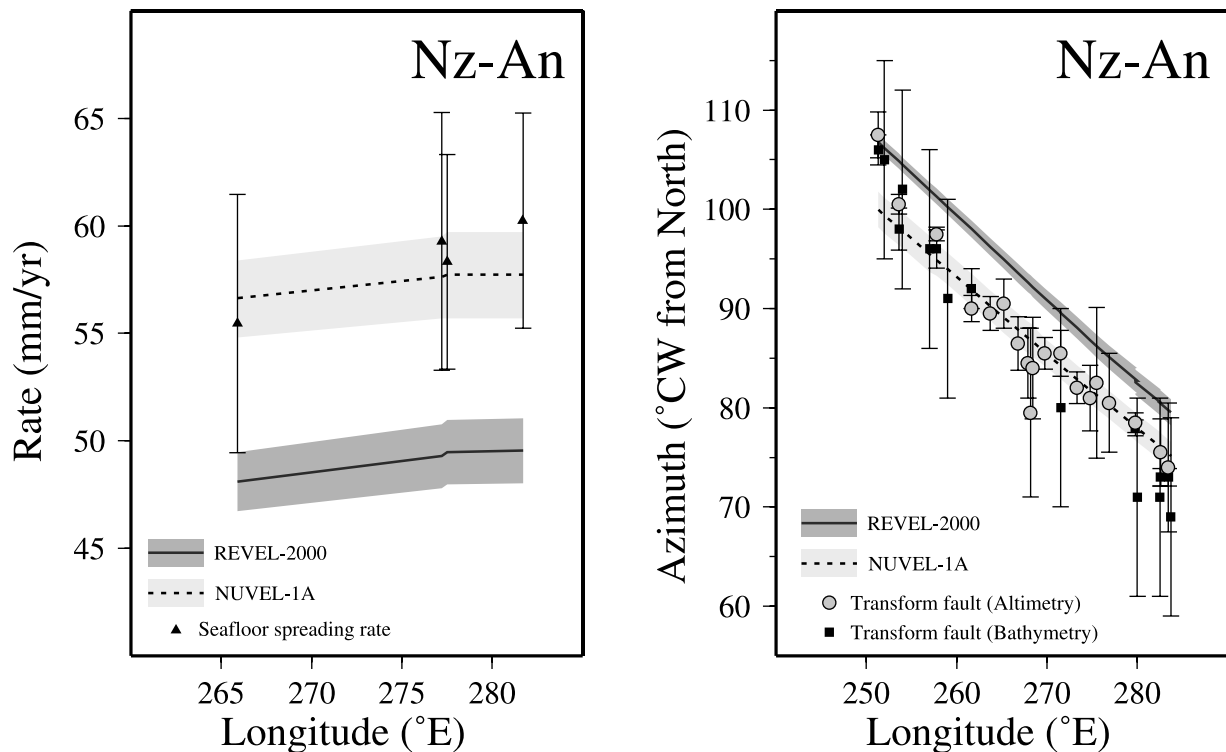 Nz-An
Rate (mm/yr)
65
60
55
50
45
REVEL-2000
NUVEL-1A
Seafloor spreading rate
265 270 275 280
Longitude (˚E)
Nz-An
Azimuth (˚CW from North)
110
100
90
80
70
60
REVEL-2000
NUVEL-1A
Transform fault (Altimetry)
Transform fault (Bathymetry)
250 260 270 280
Longitude (˚E)